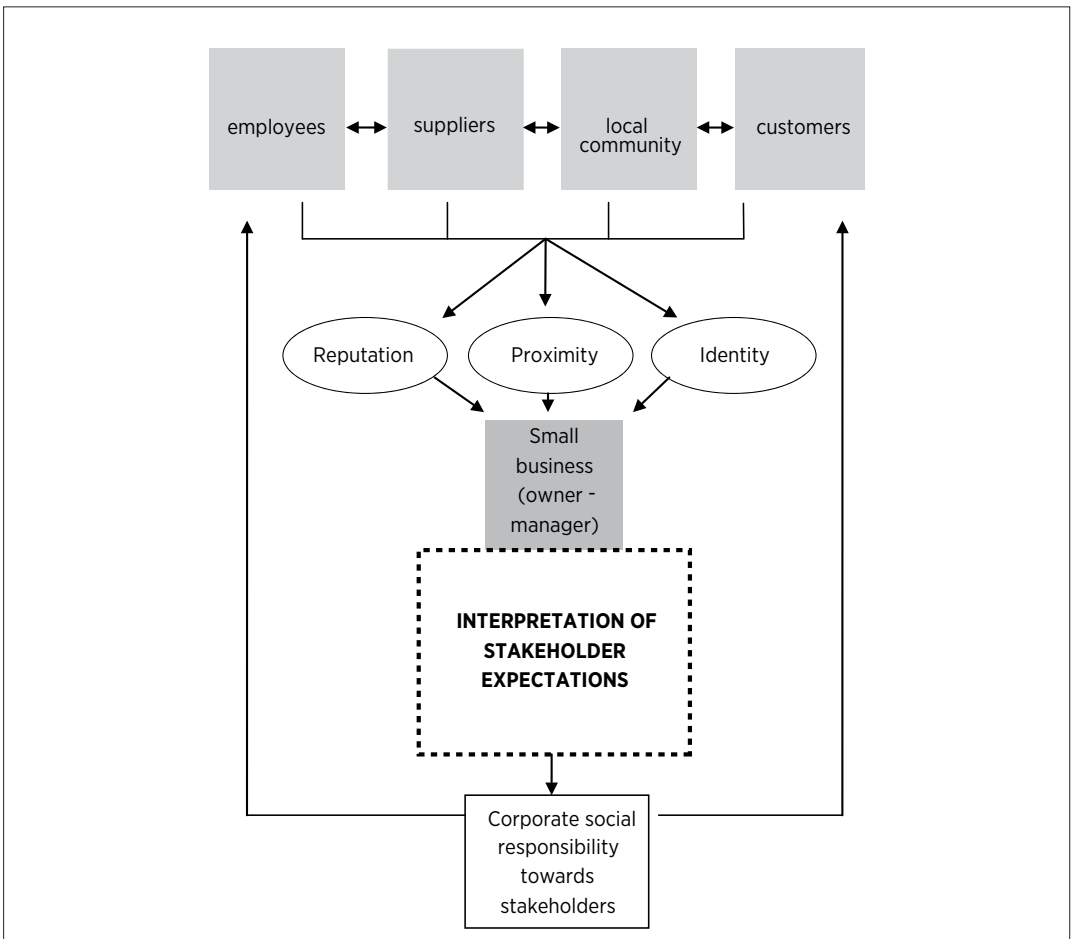 employees
suppliers
local
community
customers
Reputation
Proximity
Identity
Small
business
(owner -
manager)
INTERPRETATION OF
STAKEHOLDER
EXPECTATIONS
Corporate social
responsibility
towards
stakeholders